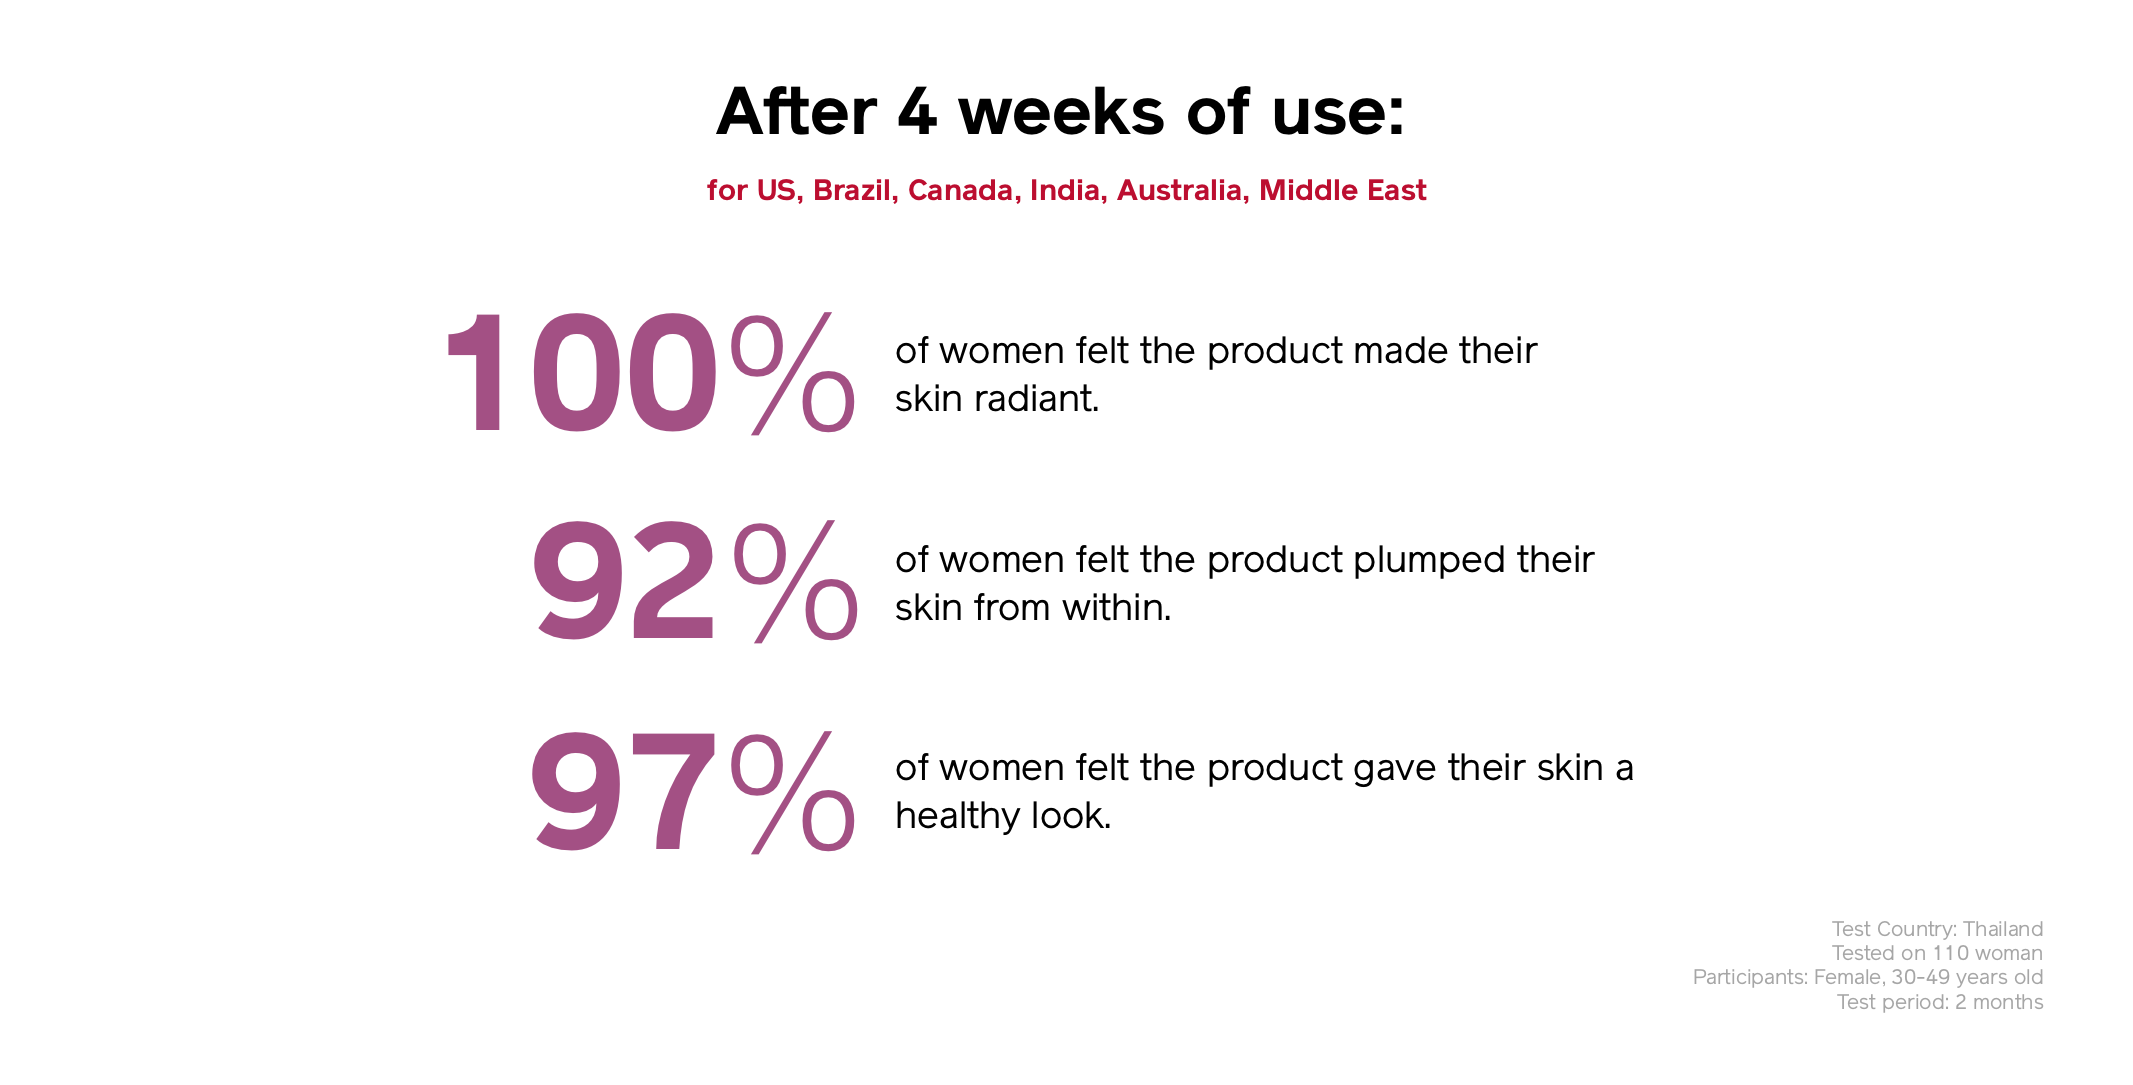 After 4 weeks of use:
for US, Brazil, Canada, India, Australia, Middle East
100%
of women felt the product made their
skin radiant.
92%
of women felt the product plumped their
skin from within.
97%
of women felt the product gave their skin a
healthy look.
Test Country: Thailand
Tested on 110 woman
Participants: Female, 30-49 years old
Test period: 2 months